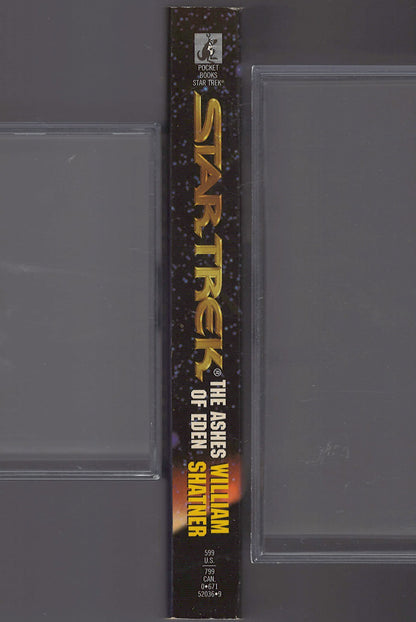 POCKET
BOOKS
STAR TREK®
STAR TREK®
THE ASHES
OF EDEN
WILLIAM
SHATNER
599
U.S.
799
CAN.
0•671
52036•9